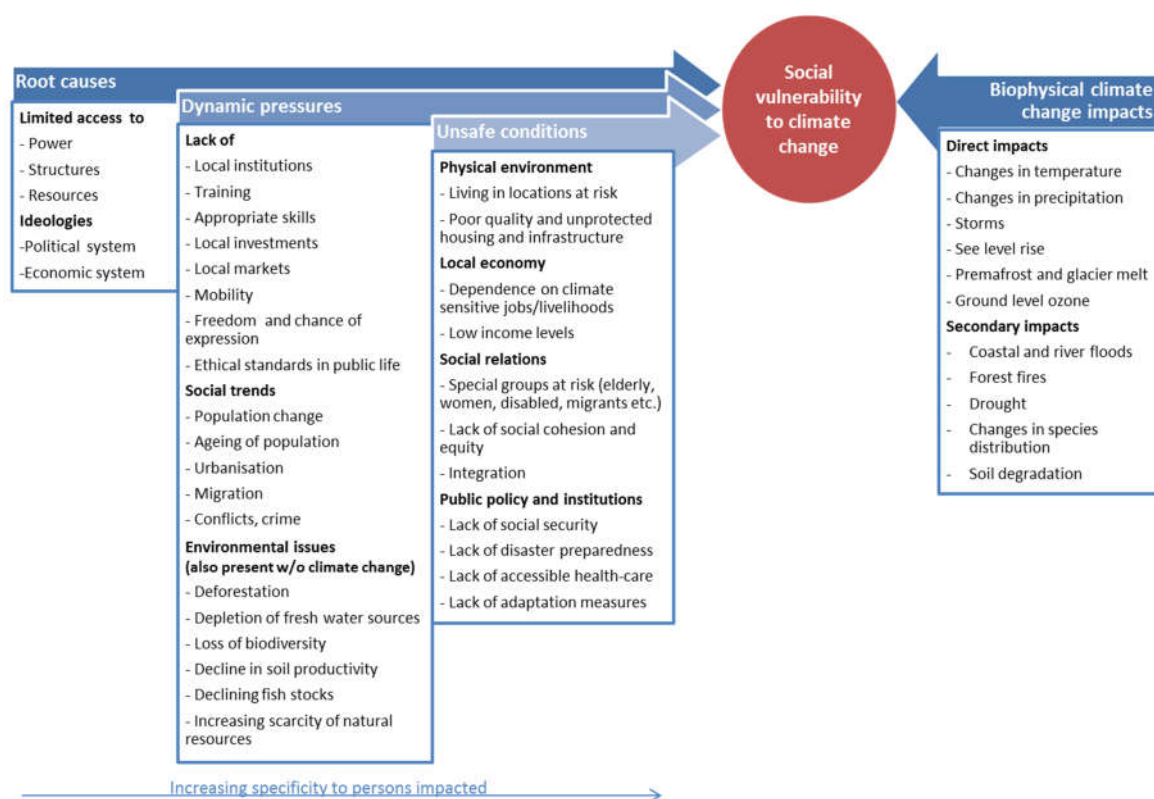 Root causes
Limited access to
- Power
- Structures
- Resources
Ideologies
-Political system
-Economic system
Dynamic pressures
Lack of
- Local institutions
- Training
- Appropriate skills
- Local investments
- Local markets
- Mobility
- Freedom and chance of
expression
- Ethical standards in public life
Social trends
- Population change
- Ageing of population
- Urbanisation
- Migration
- Conflicts, crime
Environmental issues
(also present w/o climate change)
- Deforestation
- Depletion of fresh water sources
- Loss of biodiversity
- Decline in soil productivity
- Declining fish stocks
- Increasing scarcity of natural
resources
Unsafe conditions
Physical environment
- Living in locations at risk
- Poor quality and unprotected
housing and infrastructure
Local economy
- Dependence on climate
sensitive jobs/livelihoods
- Low income levels
Social relations
- Special groups at risk (elderly,
women, disabled, migrants etc.)
- Lack of social cohesion and
equity
- Integration
Public policy and institutions
- Lack of social security
- Lack of disaster preparedness
- Lack of accessible health-care
- Lack of adaptation measures
Social
vulnerability
to climate
change
Biophysical climate
change impacts
Direct impacts
- Changes in temperature
- Changes in precipitation
- Storms
- See level rise
- Premafrost and glacier melt
- Ground level ozone
Secondary impacts
- Coastal and river floods
- Forest fires
- Drought
- Changes in species
distribution
- Soil degradation
Increasing specificity to persons impacted